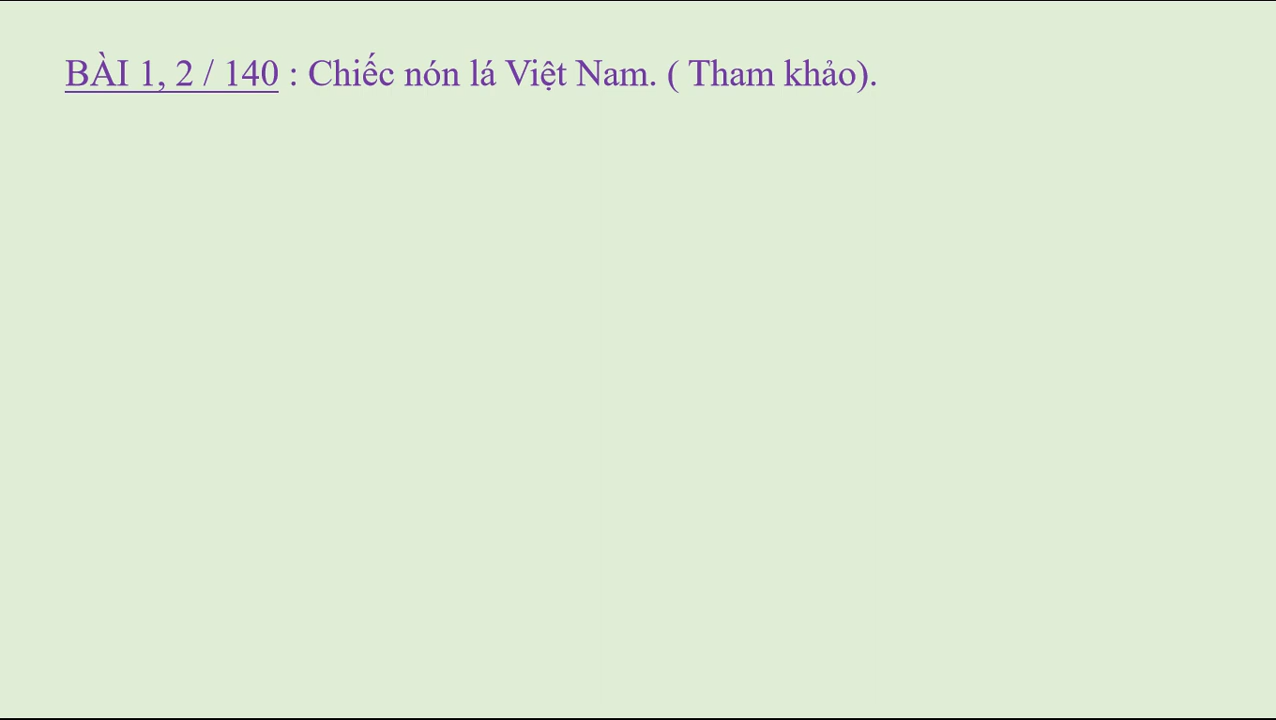 BÀI 1, 2 / 140 : Chiếc nón lá Việt Nam. ( Tham khảo).